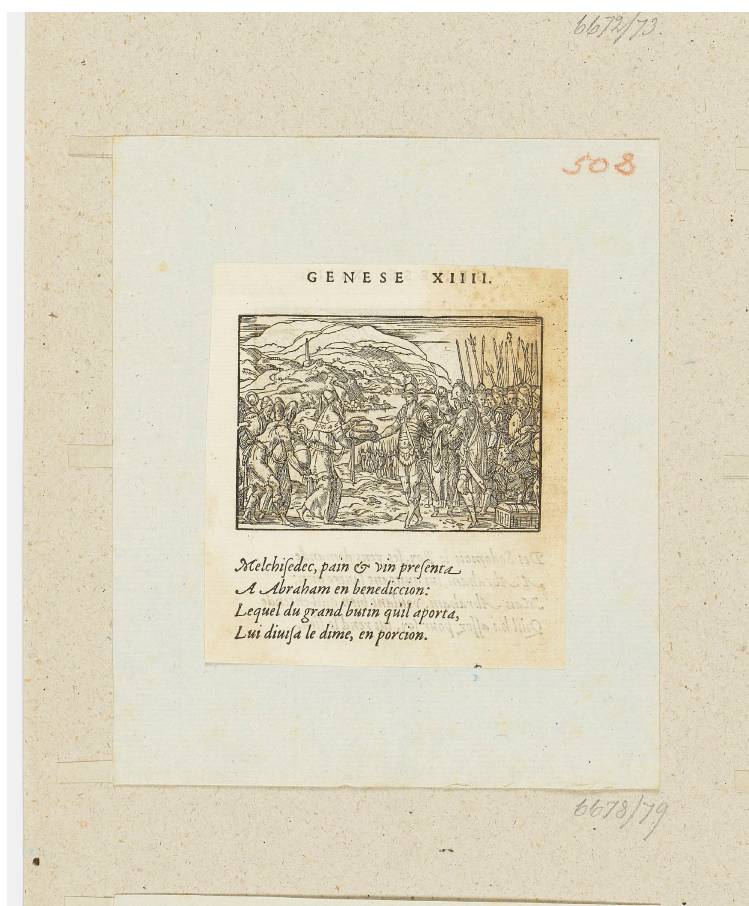 6672/73.
508
GENESE XIIII.
Melchiſedec, pain & vin preſenta
A Abraham en benediccion:
Lequel du grand butin quil aporta,
Lui diuiſa le dime, en porcion.
6678/79